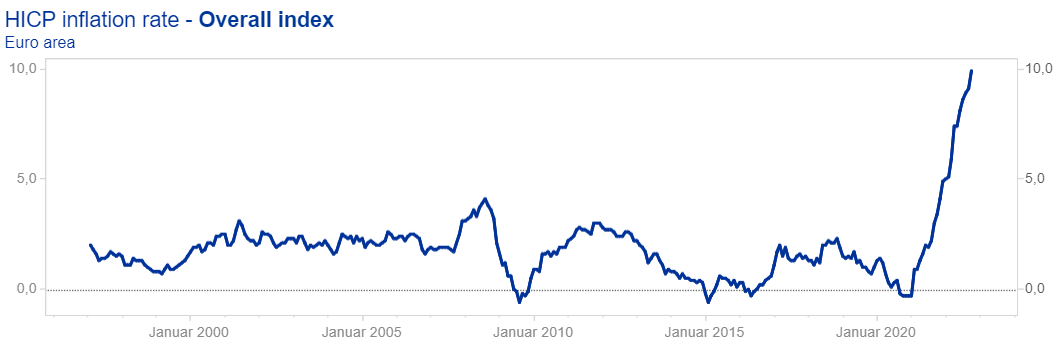 HICP inflation rate - Overall index
Euro area
10,0 10,0
5,0 5,0
0,0 0,0
Januar 2000 Januar 2005 Januar 2010 Januar 2015 Januar 2020